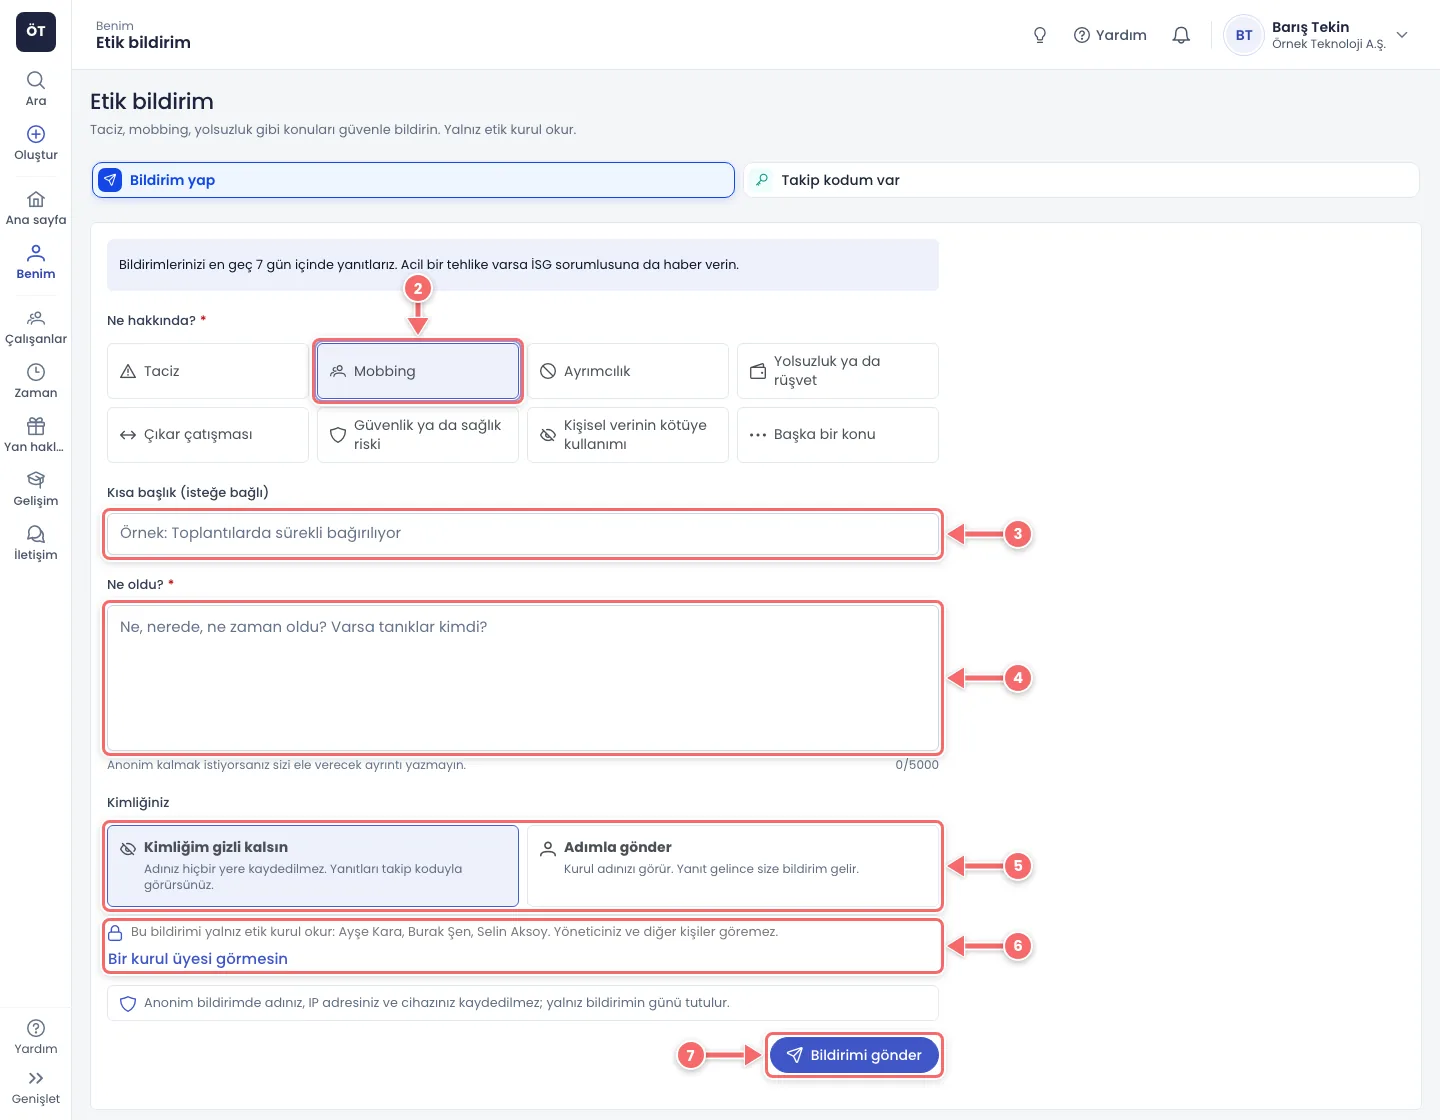 ÖT
Ara
Oluştur
Ana sayfa
Benim
Çalışanlar
Zaman
Yan hakl...
Gelişim
İletişim
Yardım
Genişlet
Benim
Etik bildirim
Yardım
BT
Barış Tekin
Örnek Teknoloji A.Ş.
Etik bildirim
Taciz, mobbing, yolsuzluk gibi konuları güvenle bildirin. Yalnız etik kurul okur.
Bildirim yap
Takip kodum var
Bildirimlerinizi en geç 7 gün içinde yanıtlarız. Acil bir tehlike varsa İSG sorumlusuna da haber verin.
2
Ne hakkında? *
Taciz
Mobbing
Ayrımcılık
Yolsuzluk ya da
rüşvet
Çıkar çatışması
Güvenlik ya da sağlık
riski
Kişisel verinin kötüye
kullanımı
Başka bir konu
Kısa başlık (isteğe bağlı)
Örnek: Toplantılarda sürekli bağırılıyor
3
Ne oldu? *
Ne, nerede, ne zaman oldu? Varsa tanıklar kimdi?
4
Anonim kalmak istiyorsanız sizi ele verecek ayrıntı yazmayın.
0/5000
Kimliğiniz
Kimliğim gizli kalsın
Adınız hiçbir yere kaydedilmez. Yanıtları takip koduyla
görürsünüz.
Adımla gönder
Kurul adınızı görür. Yanıt gelince size bildirim gelir.
5
Bu bildirimi yalnız etik kurul okur: Ayşe Kara, Burak Şen, Selin Aksoy. Yöneticiniz ve diğer kişiler göremez.
Bir kurul üyesi görmesin
6
Anonim bildirimde adınız, IP adresiniz ve cihazınız kaydedilmez; yalnız bildirimin günü tutulur.
7
Bildirimi gönder